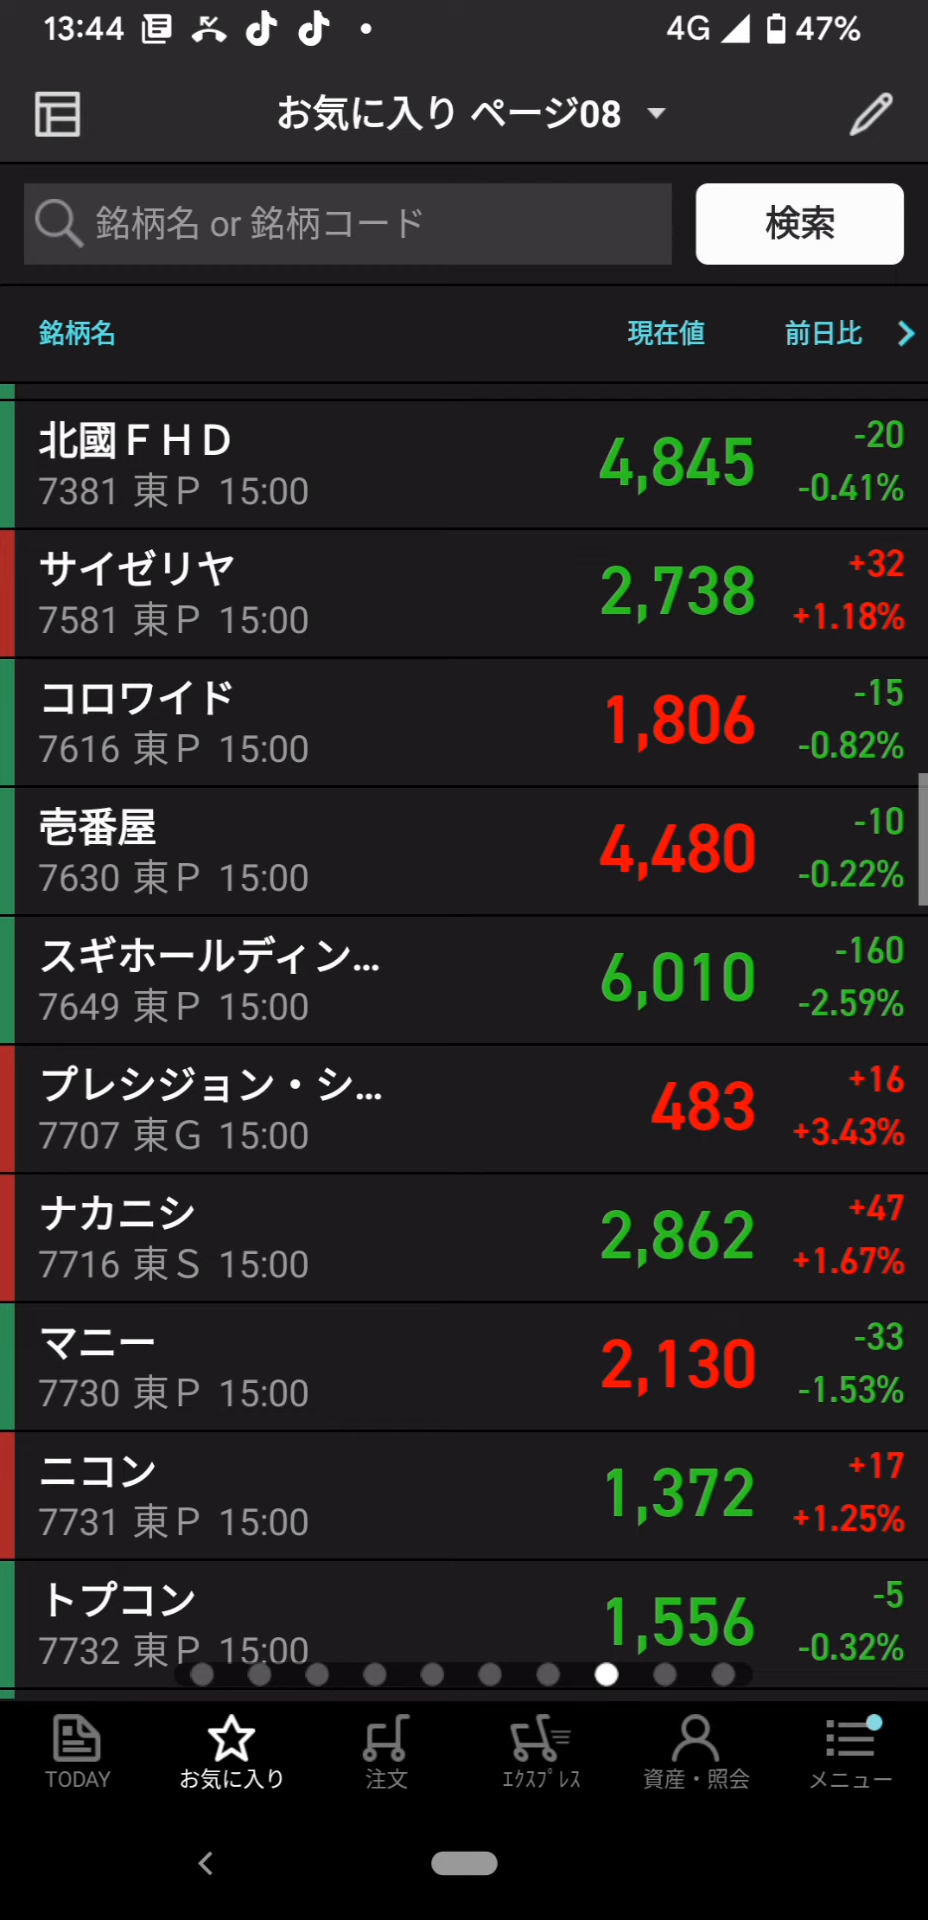 13:44 4G 47%
お気に入り ページ08
銘柄名 or 銘柄コード 検索
銘柄名 現在値 前日比
北國ＦＨＤ 4,845 -20
7381 東Ｐ 15:00 -0.41%
サイゼリヤ 2,738 +32
7581 東Ｐ 15:00 +1.18%
コロワイド 1,806 -15
7616 東Ｐ 15:00 -0.82%
壱番屋 4,480 -10
7630 東Ｐ 15:00 -0.22%
スギホールディン... 6,010 -160
7649 東Ｐ 15:00 -2.59%
プレシジョン・シ... 483 +16
7707 東Ｇ 15:00 +3.43%
ナカニシ 2,862 +47
7716 東Ｓ 15:00 +1.67%
マニー 2,130 -33
7730 東Ｐ 15:00 -1.53%
ニコン 1,372 +17
7731 東Ｐ 15:00 +1.25%
トプコン 1,556 -5
7732 東Ｐ 15:00 -0.32%
TODAY お気に入り 注文 ｴｸｽﾌﾟﾚｽ 資産・照会 メニュー